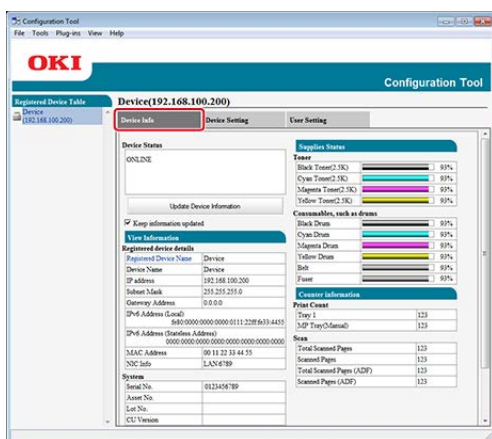 Configuration Tool
File Tools Plug-ins View Help
OKI
Configuration Tool
Registered Device Table
Device
(192.168.100.200)
Device(192.168.100.200)
Device Info
Device Setting
User Setting
Device Status
ONLINE
Update Device Information
Keep information updated
View Information
Registered device details
Registered Device Name Device
Device Name Device
IP address 192.168.100.200
Subnet Mask 255.255.255.0
Gateway Address 0.0.0.0
IPv6 Address (Local)
fe80:0000:0000:0000:0111:22ff:fe33:4455
IPv6 Address (Stateless Address)
0000:0000:0000:0000:0000:0000:0000:0000
MAC Address 00 11 22 33 44 55
NIC Info LAN6789
System
Serial No. 0123456789
Asset No.
Lot No.
CU Version
Supplies Status
Toner
Black Toner(2.5K) 93%
Cyan Toner(2.5K) 93%
Magenta Toner(2.5K) 93%
Yellow Toner(2.5K) 93%
Consumables, such as drums
Black Drum 93%
Cyan Drum 93%
Magenta Drum 93%
Yellow Drum 93%
Belt 93%
Fuser 93%
Counter information
Print Count
Tray 1 123
MP Tray(Manual) 123
Scan
Total Scanned Pages 123
Scanned Pages 123
Total Scanned Pages (ADF) 123
Scanned Pages (ADF) 123